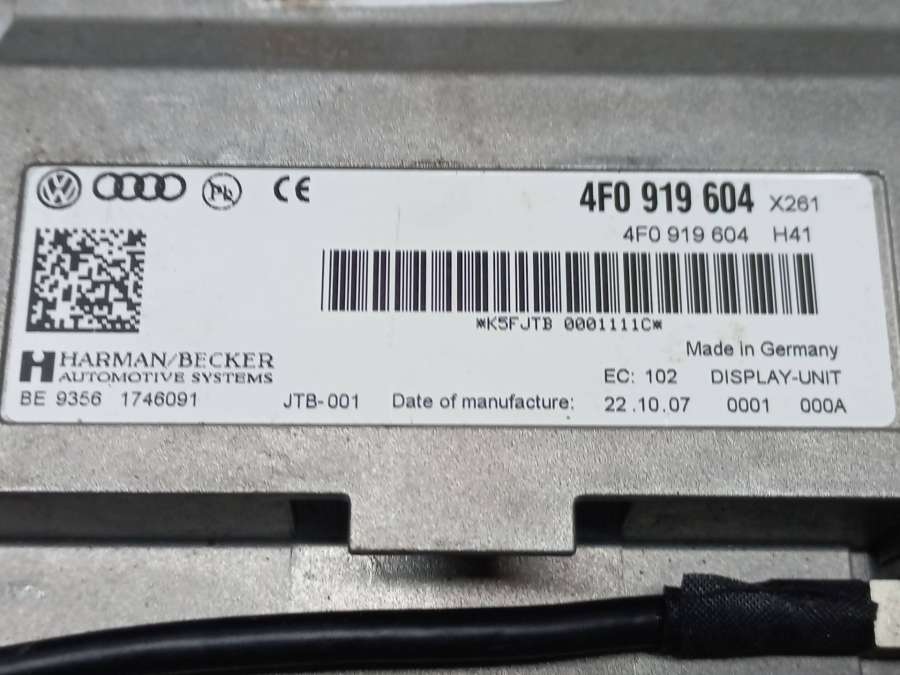 Pb CE 4F0 919 604 X261
4F0 919 604 H41
*K5FJTB 0001111C*
Made in Germany
HARMAN/BECKER
AUTOMOTIVE SYSTEMS
EC: 102 DISPLAY-UNIT
BE 9356 1746091 JTB-001 Date of manufacture: 22.10.07 0001 000A